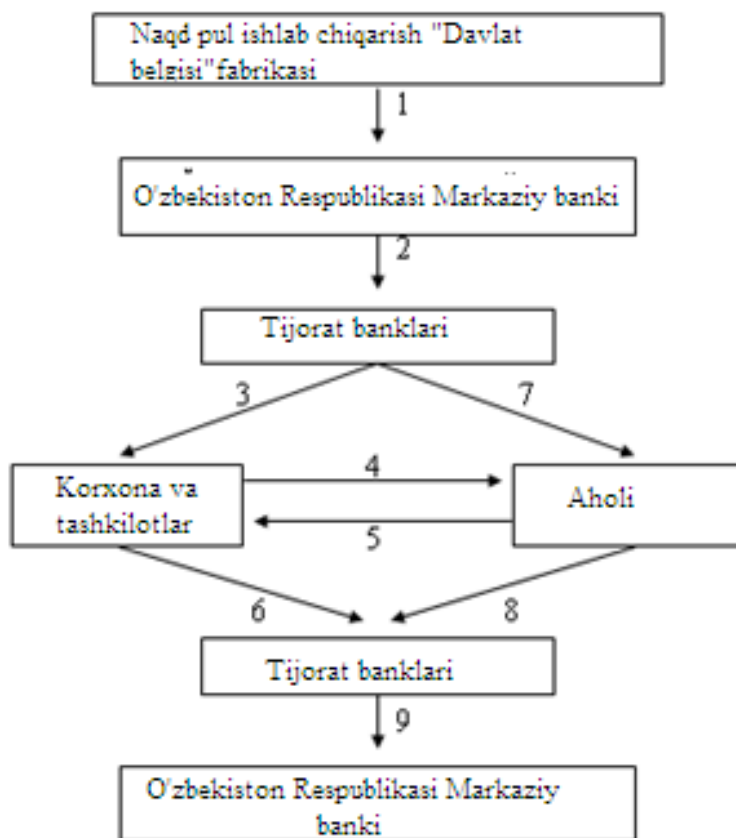 Naqd pul ishlab chiqarish "Davlat
belgisi"fabrikasi
1
O'zbekiston Respublikasi Markaziy banki
2
Tijorat banklari
3
7
Korxona va
tashkilotlar
4
Aholi
5
6
8
Tijorat banklari
9
O'zbekiston Respublikasi Markaziy
banki